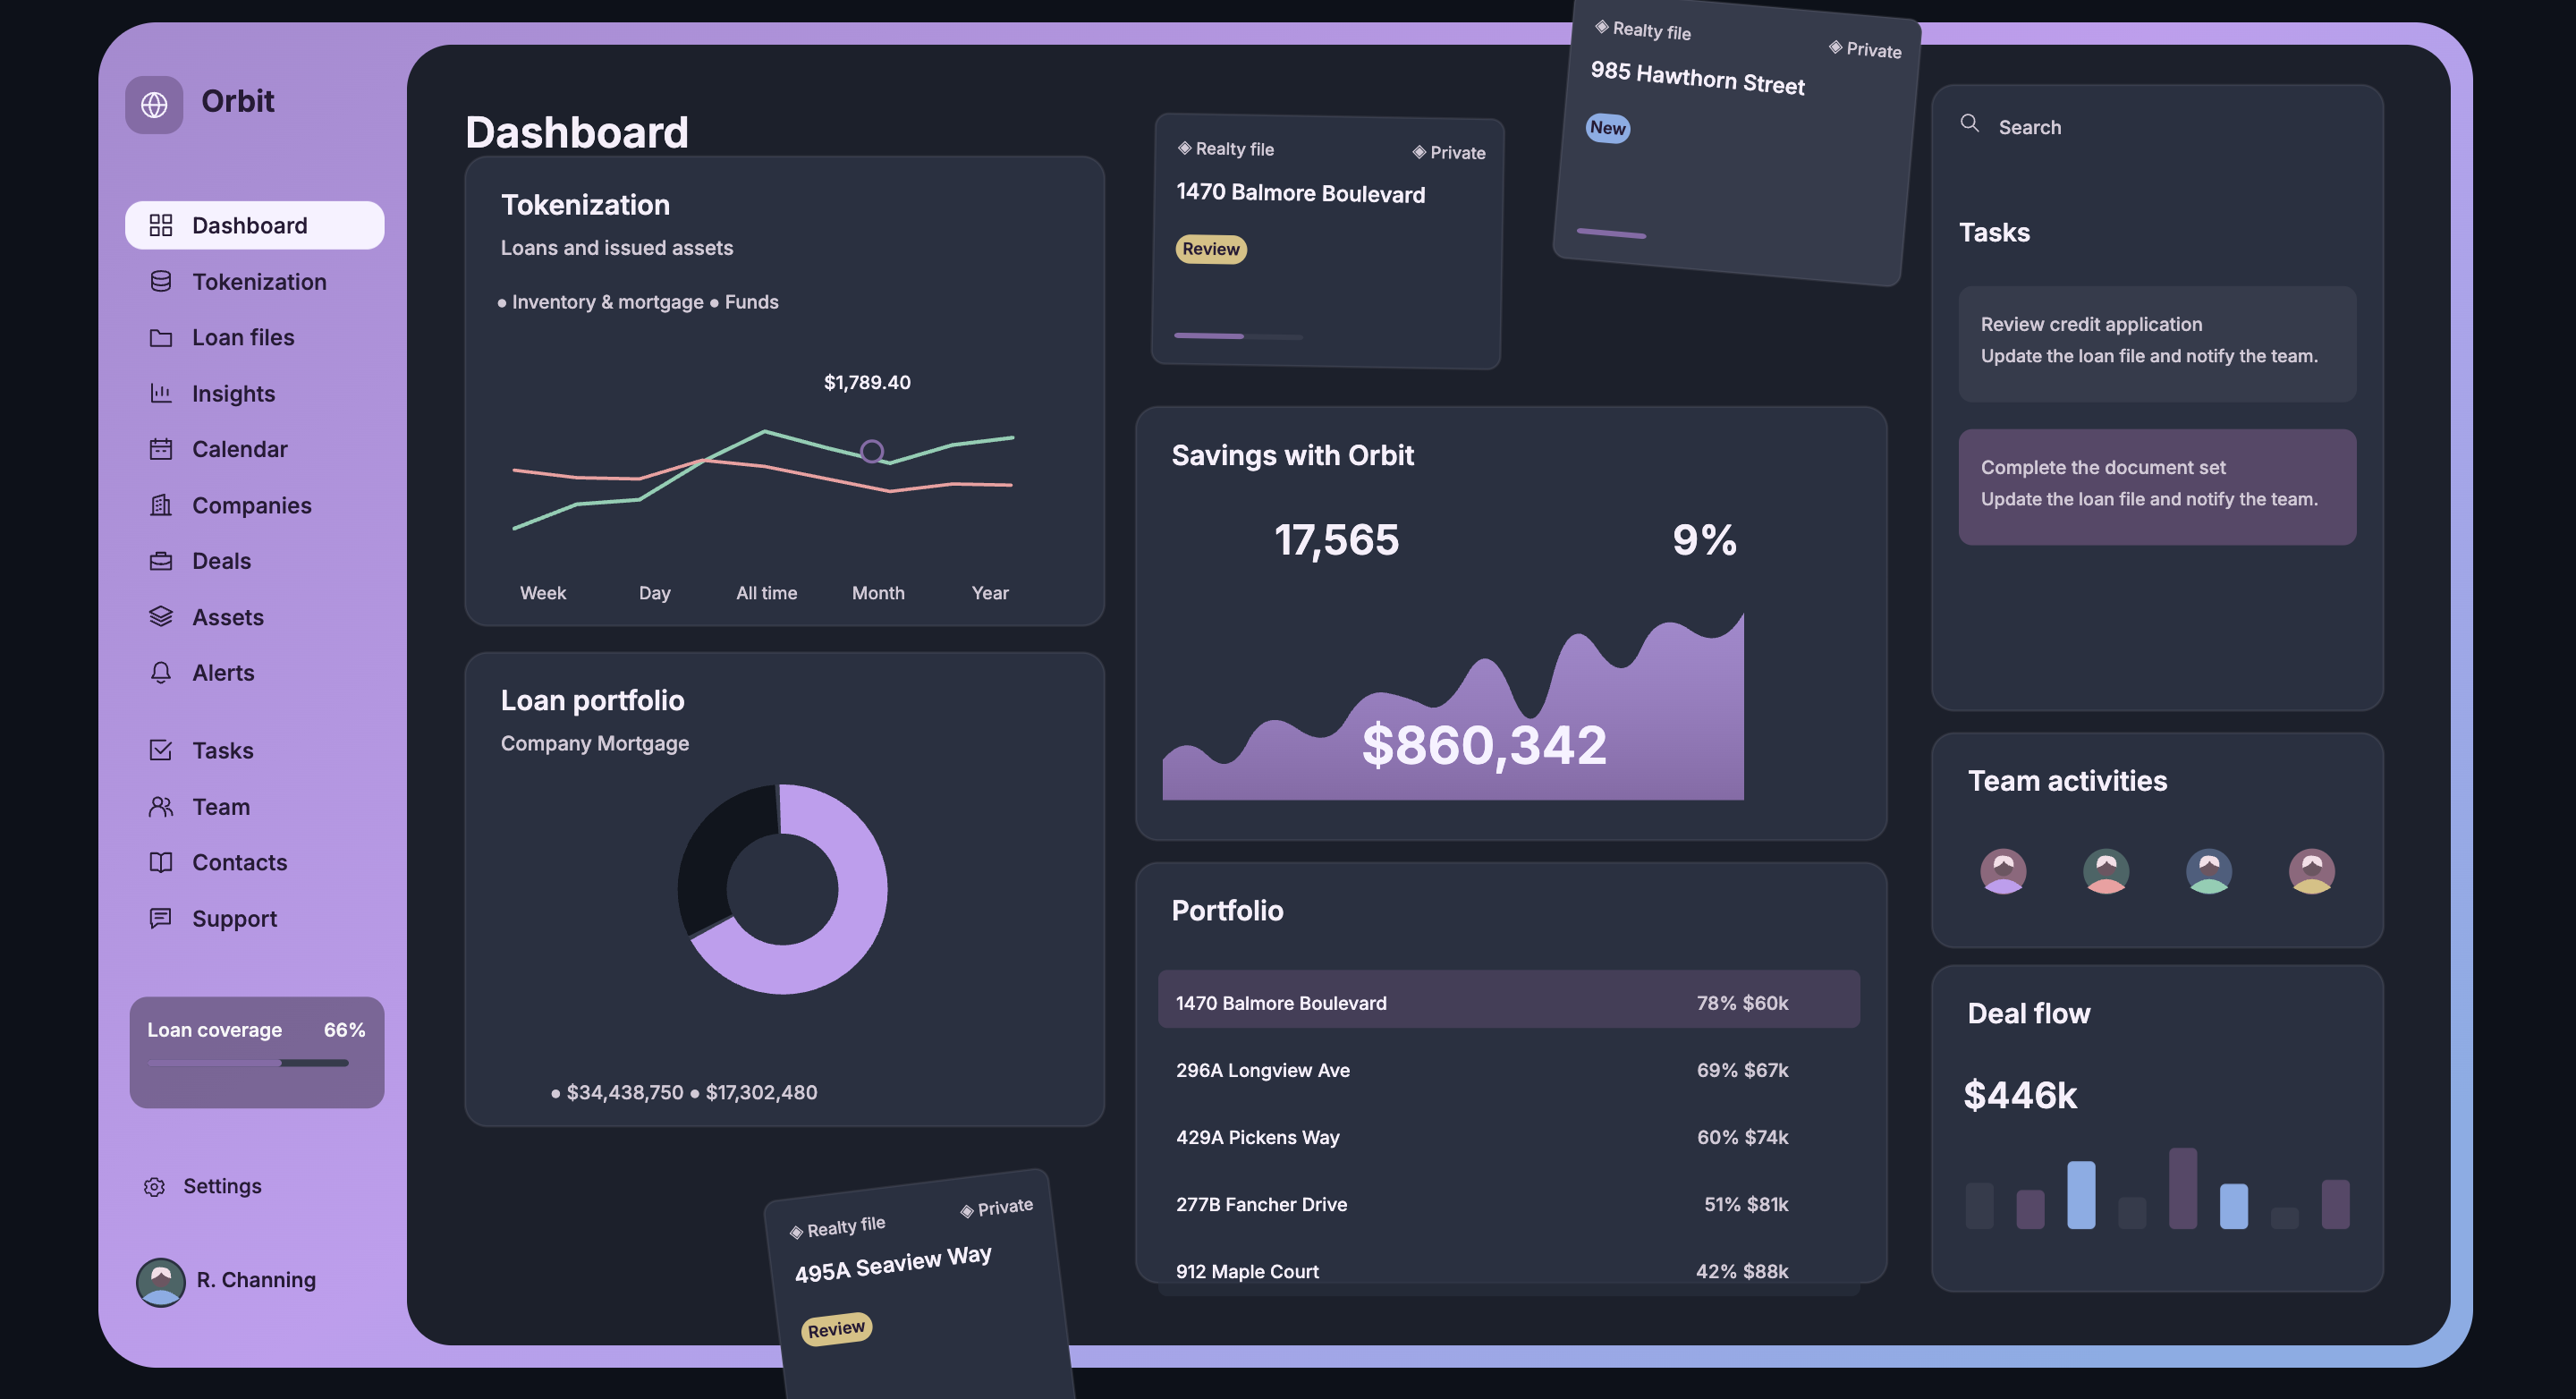 Orbit
Dashboard
Tokenization
Loan files
Insights
Calendar
Companies
Deals
Assets
Alerts
Tasks
Team
Contacts
Support
Loan coverage 66%
Settings
R. Channing
Dashboard
Tokenization
Loans and issued assets
● Inventory & mortgage ● Funds
$1,789.40
Week Day All time Month Year
Loan portfolio
Company Mortgage
● $34,438,750 ● $17,302,480
◈ Realty file ◈ Private
495A Seaview Way
Review
◈ Realty file ◈ Private
1470 Balmore Boulevard
Review
◈ Realty file ◈ Private
985 Hawthorn Street
New
Savings with Orbit
17,565 9%
$860,342
Portfolio
1470 Balmore Boulevard 78% $60k
296A Longview Ave 69% $67k
429A Pickens Way 60% $74k
277B Fancher Drive 51% $81k
912 Maple Court 42% $88k
Search
Tasks
Review credit application
Update the loan file and notify the team.
Complete the document set
Update the loan file and notify the team.
Team activities
Deal flow
$446k